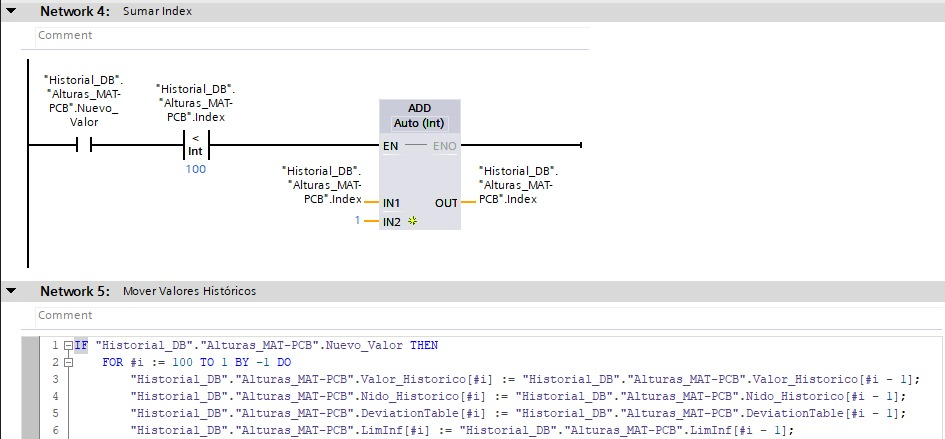 Network 4: Sumar Index
Comment
"Historial_DB".
"Alturas_MAT-
PCB".Nuevo_
Valor
"Historial_DB".
"Alturas_MAT-
PCB".Index
<
Int
100
ADD
Auto (Int)
EN ENO
"Historial_DB".
"Alturas_MAT-
PCB".Index
IN1
1 IN2
OUT
"Historial_DB".
"Alturas_MAT-
PCB".Index
Network 5: Mover Valores Históricos
Comment
1 IF "Historial_DB"."Alturas_MAT-PCB".Nuevo_Valor THEN
2 FOR #i := 100 TO 1 BY -1 DO
3 "Historial_DB"."Alturas_MAT-PCB".Valor_Historico[#i] := "Historial_DB"."Alturas_MAT-PCB".Valor_Historico[#i - 1];
4 "Historial_DB"."Alturas_MAT-PCB".Nido_Historico[#i] := "Historial_DB"."Alturas_MAT-PCB".Nido_Historico[#i - 1];
5 "Historial_DB"."Alturas_MAT-PCB".DeviationTable[#i] := "Historial_DB"."Alturas_MAT-PCB".DeviationTable[#i - 1];
6 "Historial_DB"."Alturas_MAT-PCB".LimInf[#i] := "Historial_DB"."Alturas_MAT-PCB".LimInf[#i - 1];